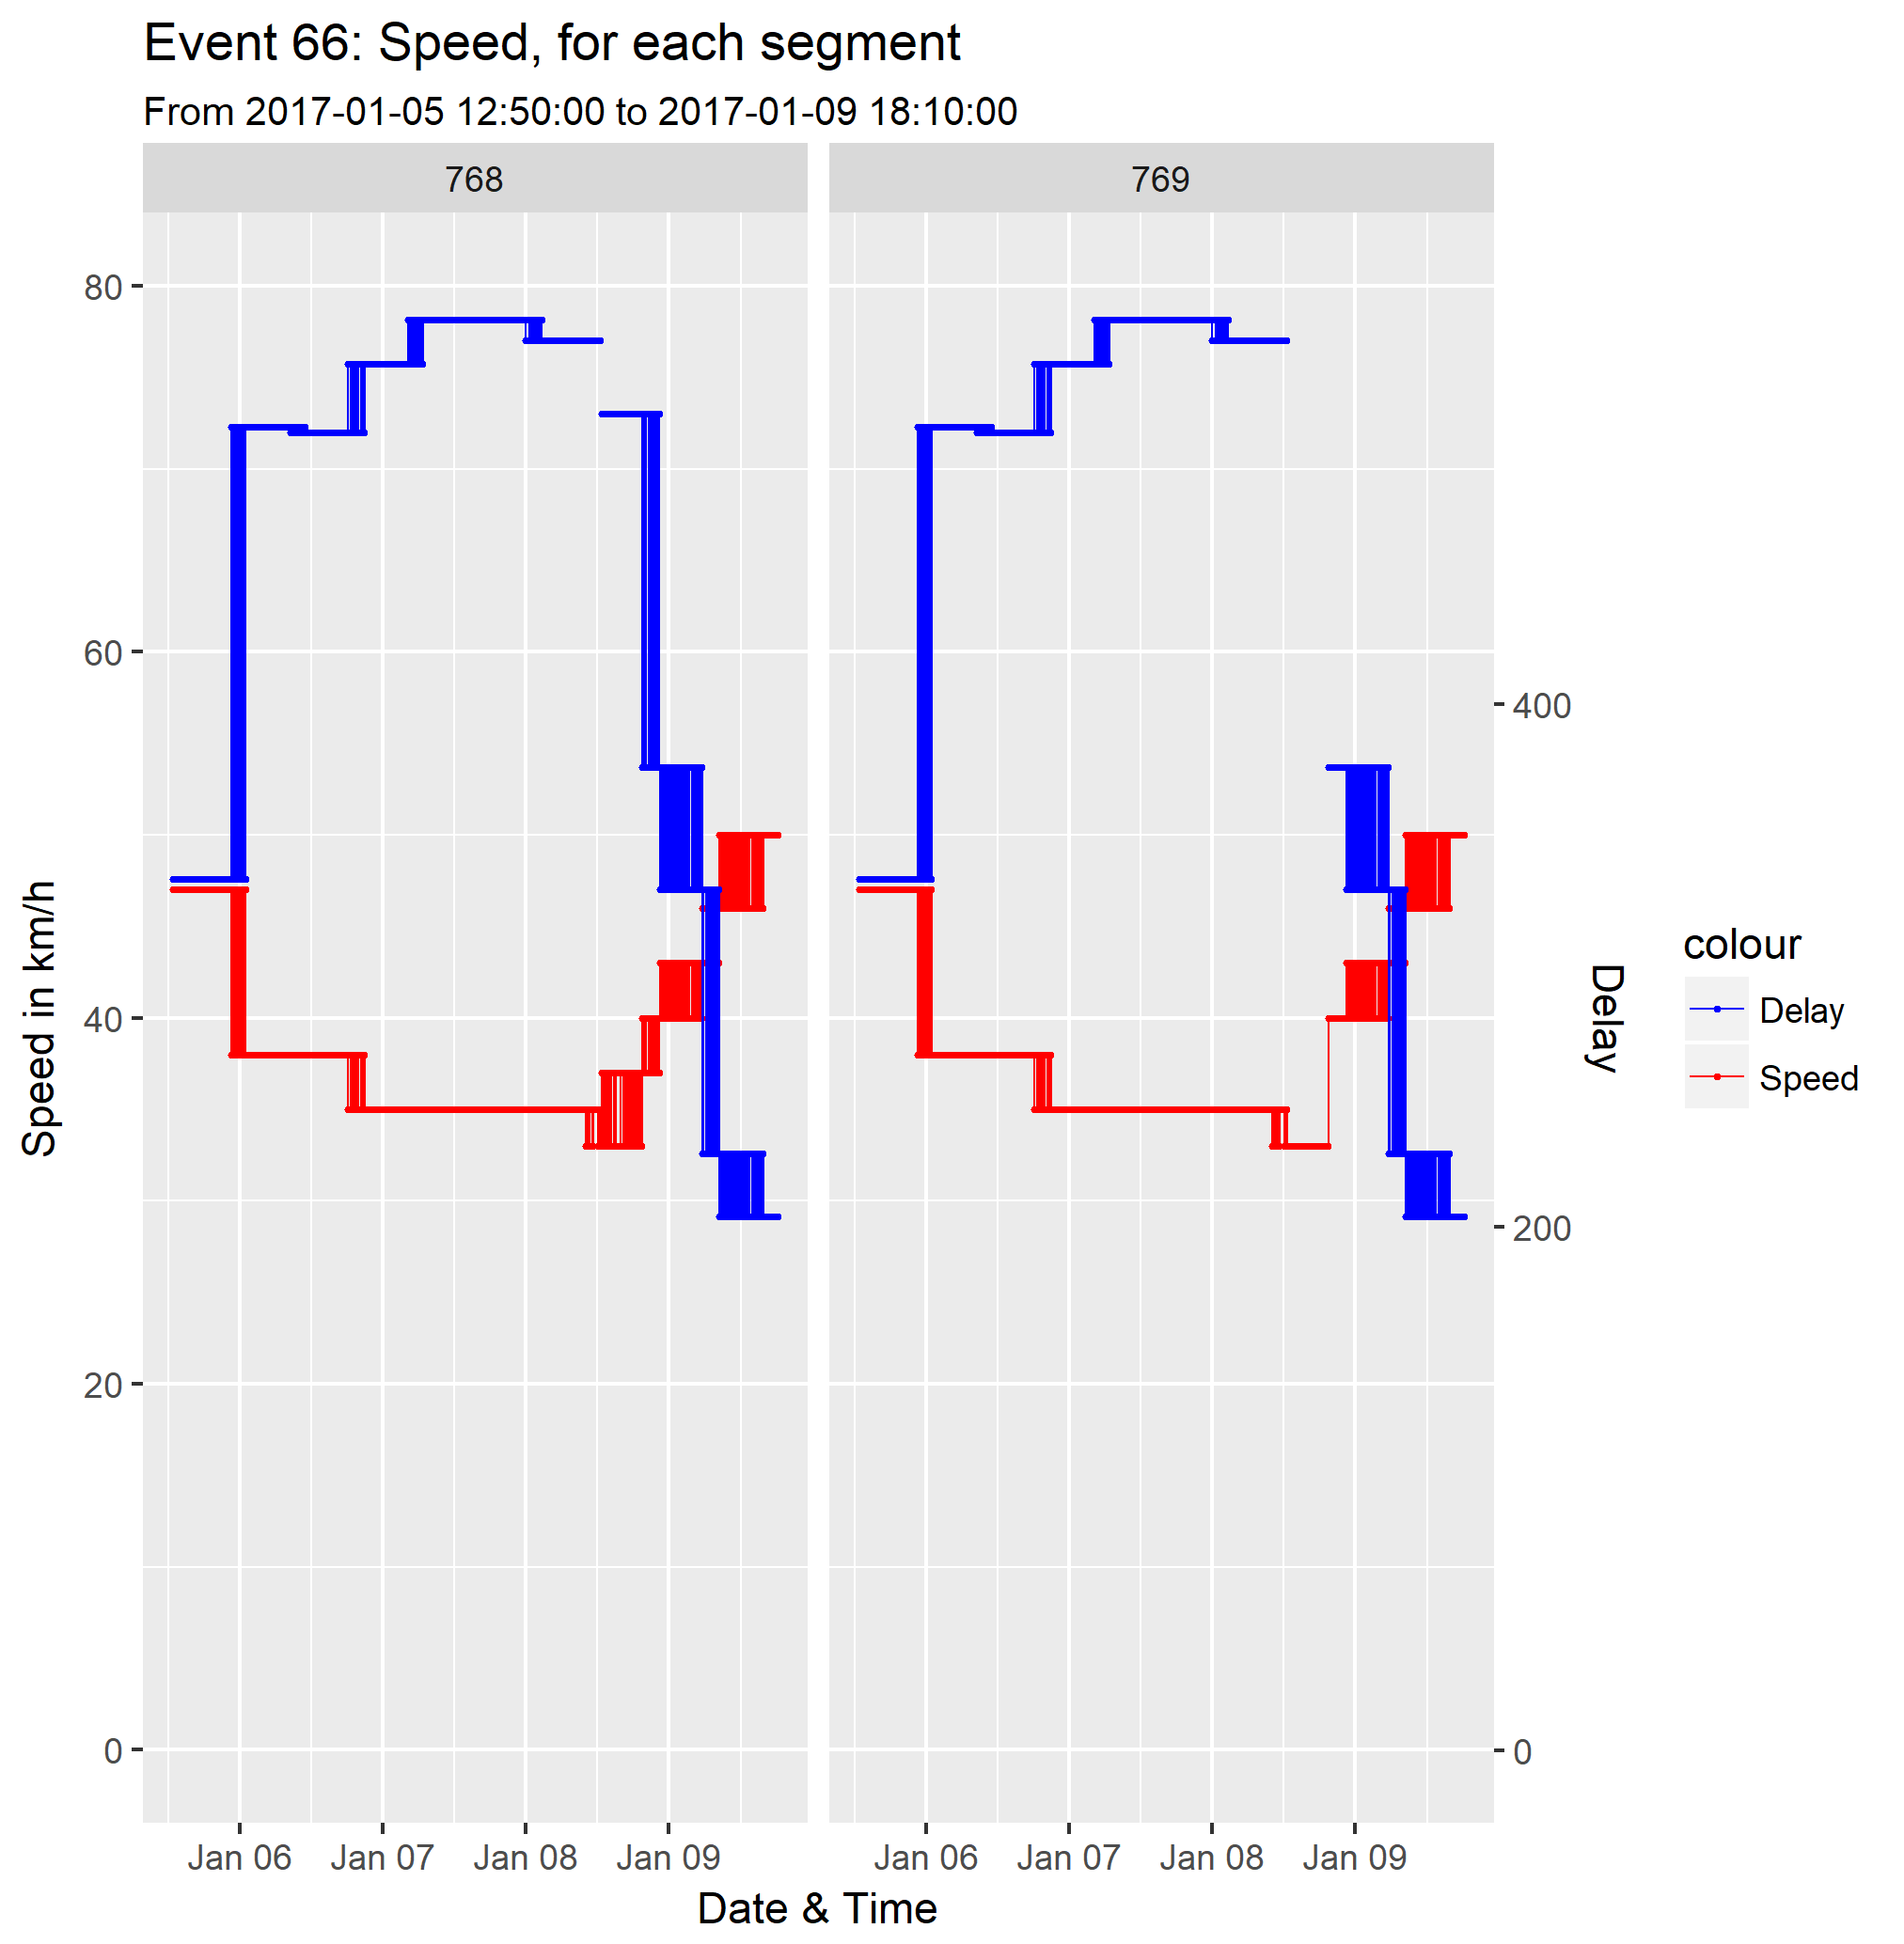 Event 66: Speed, for each segment
From 2017-01-05 12:50:00 to 2017-01-09 18:10:00
768 769
80
60
40
20
0
Speed in km/h
400
200
0
Delay
colour
Delay
Speed
Jan 06 Jan 07 Jan 08 Jan 09 Jan 06 Jan 07 Jan 08 Jan 09
Date & Time